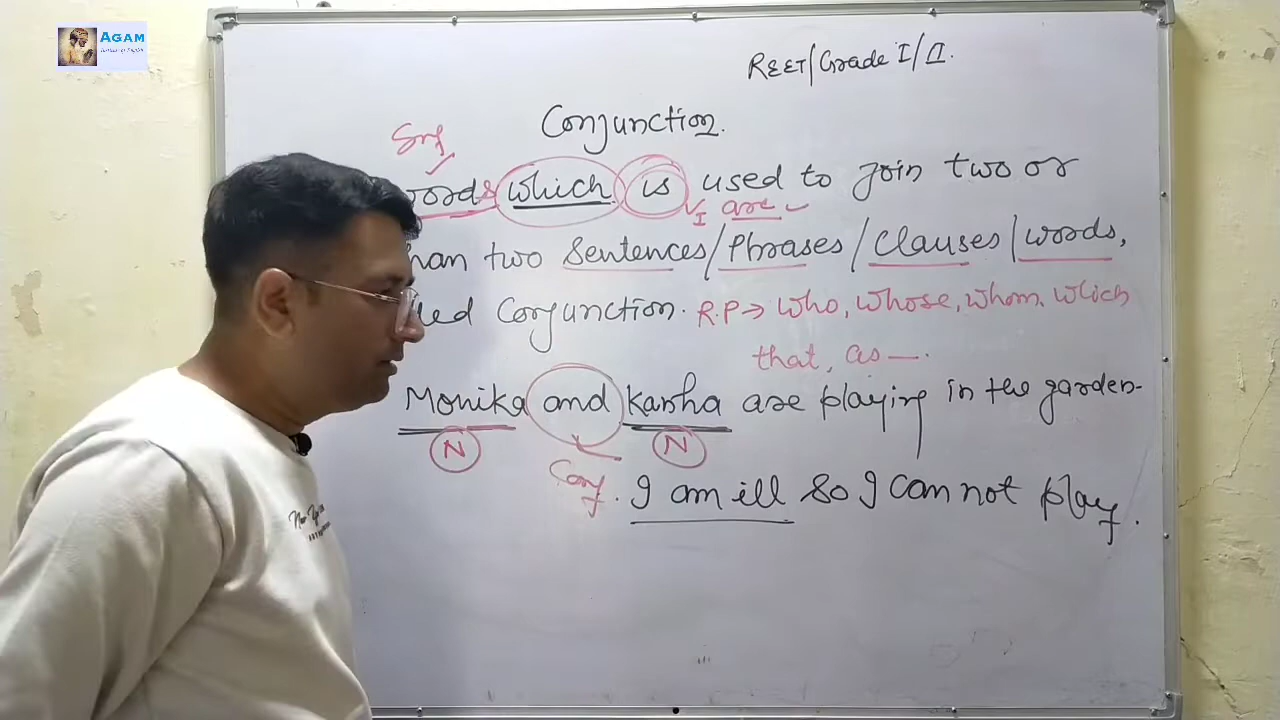 AGAM
REET/Grade I/II.
Conjunction.
words which is used to join two or
I are
than two Sentences/Phrases/Clauses/words,
Conjunction. R.P→ who, whose, whom, which
that, as —.
Monika and Kansha are playing in the garden-
N N
Conj. I am ill so I can not play.